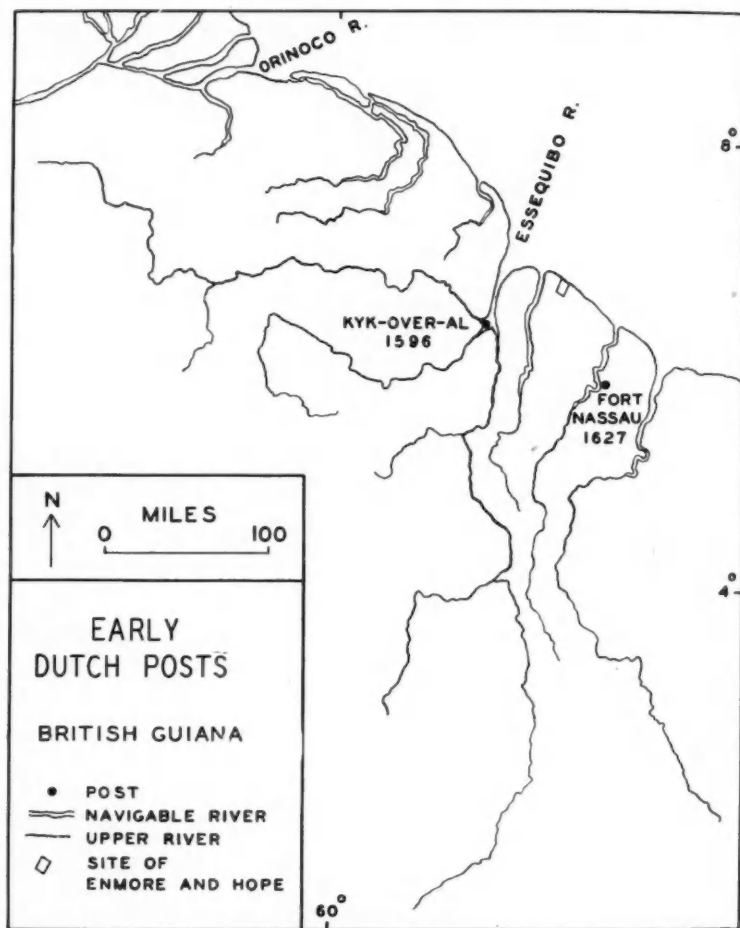 ORINOCO R.
ESSEQUIBO R.
8°
KYK-OVER-AL
1596
FORT
NASSAU
1627
N
MILES
0 100
4°
EARLY
DUTCH POSTS
BRITISH GUIANA
POST
NAVIGABLE RIVER
UPPER RIVER
SITE OF
ENMORE AND HOPE
60°